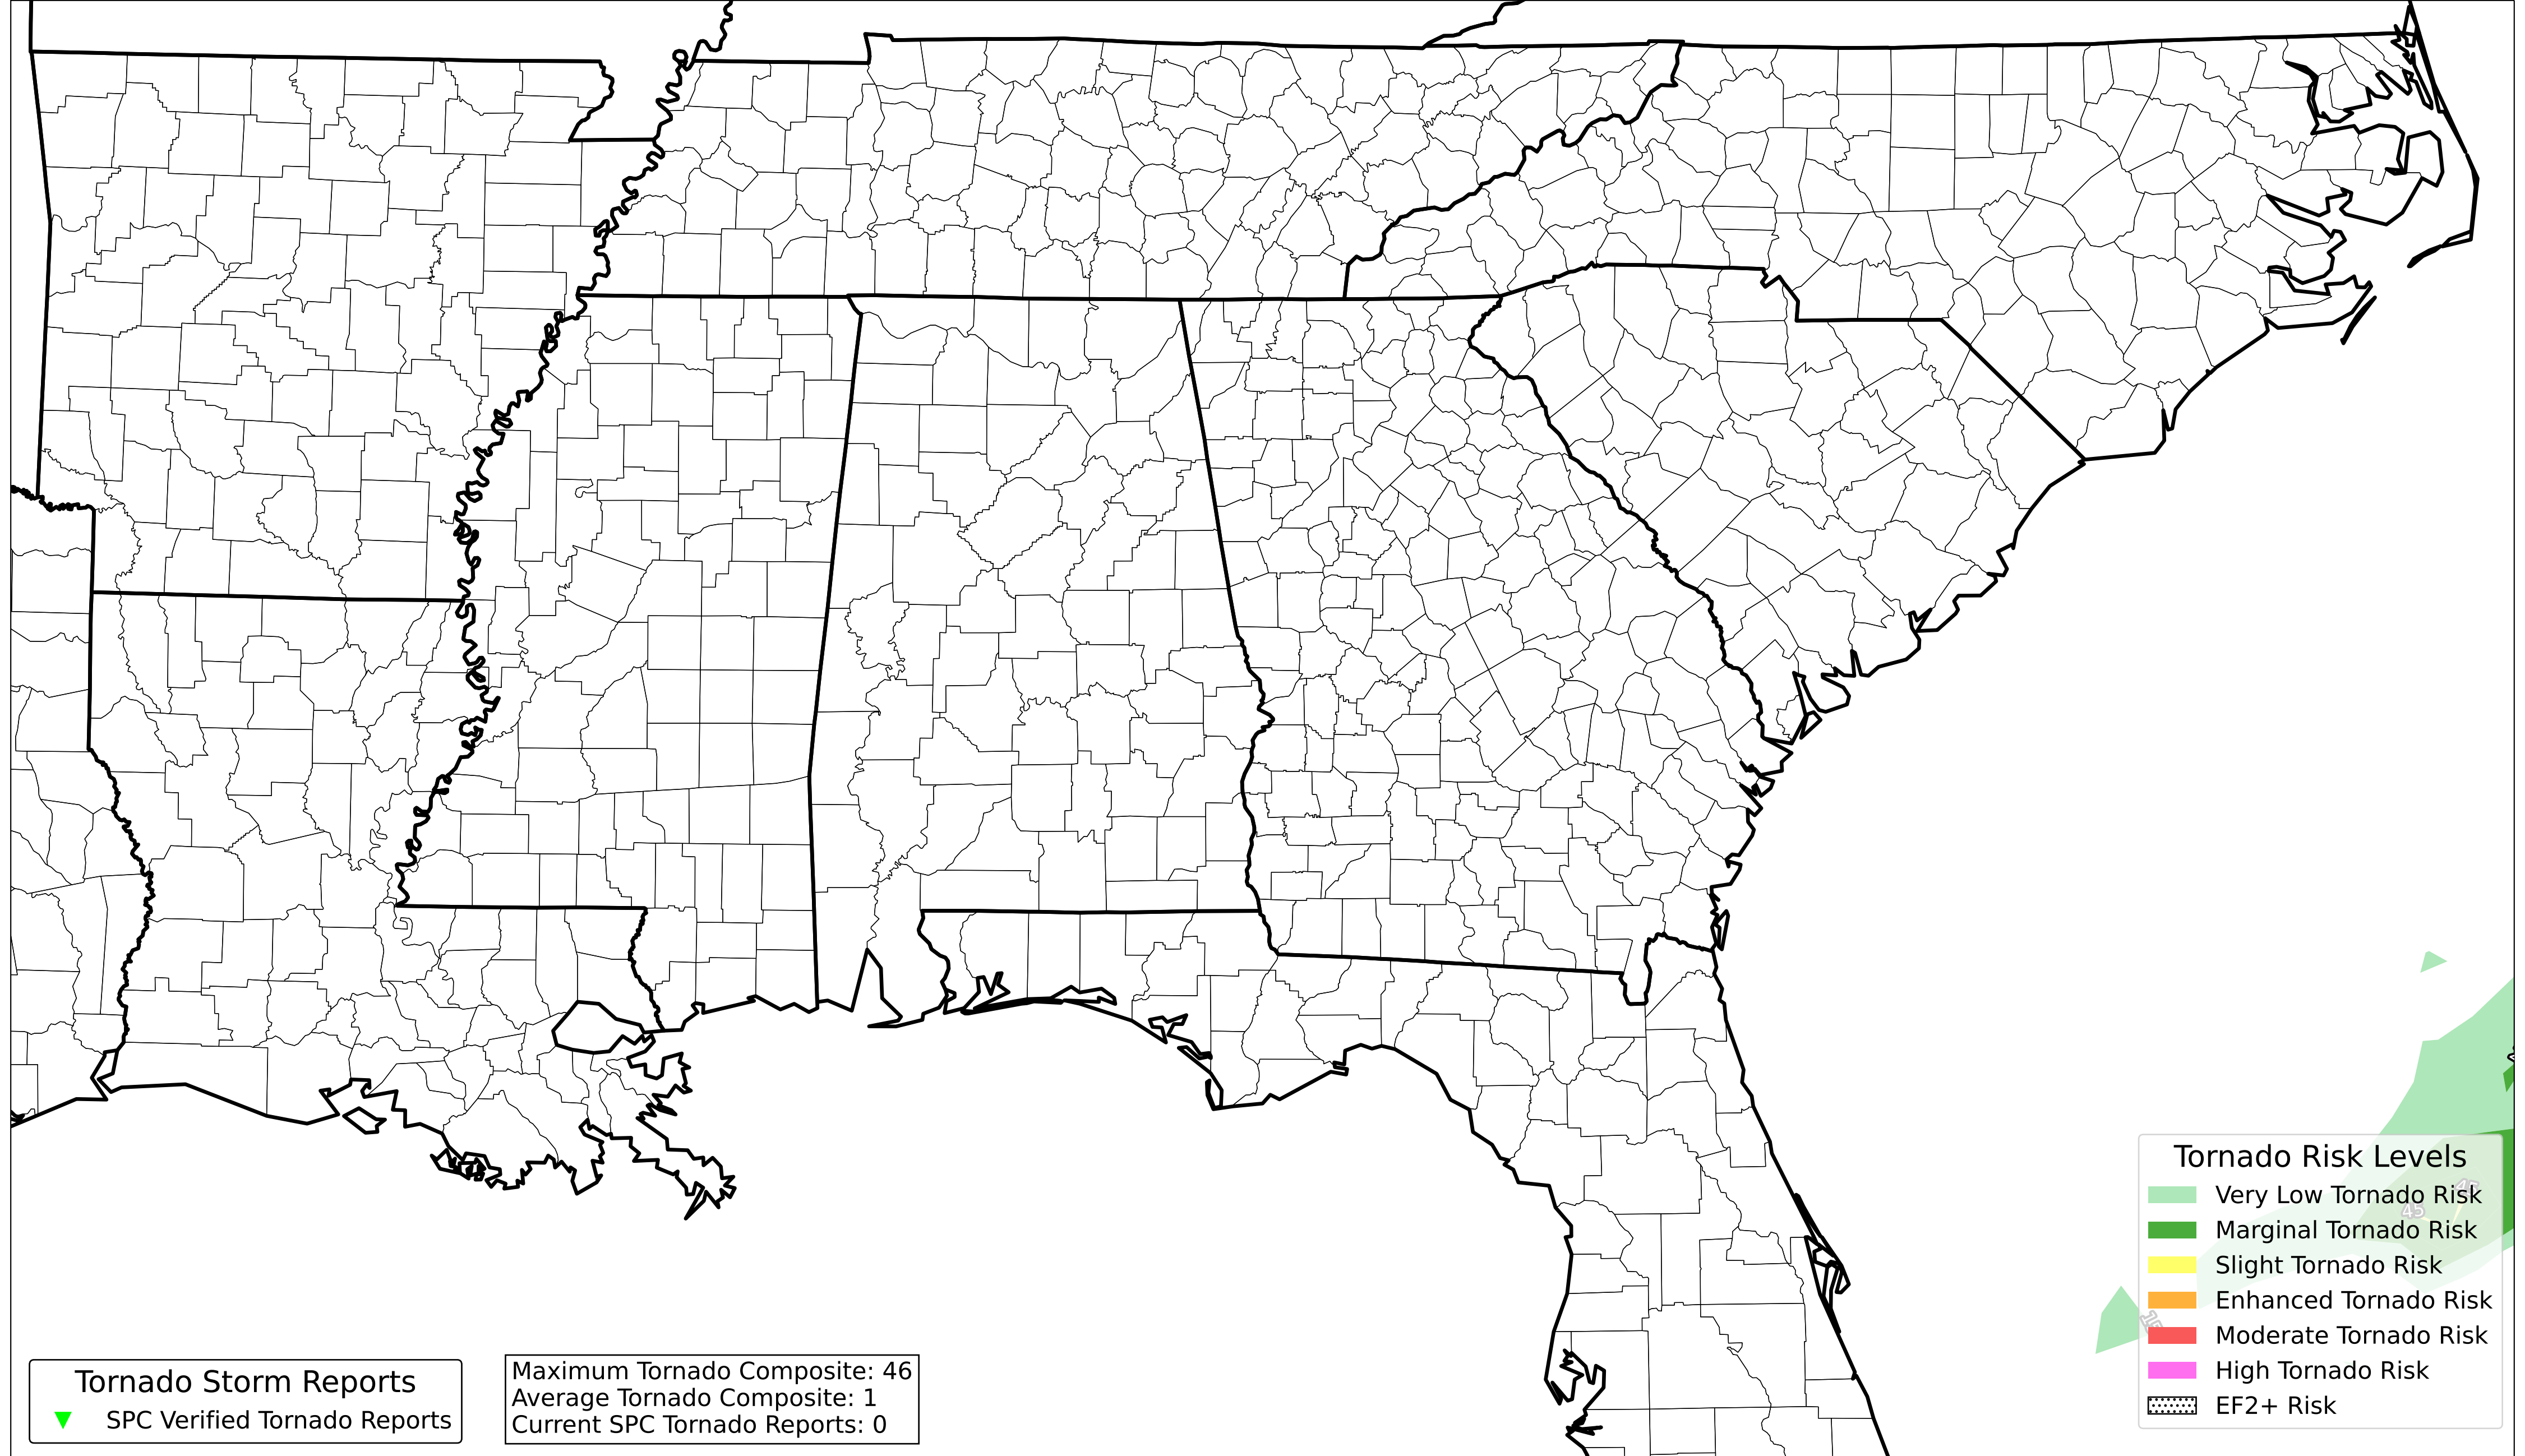 Tornado Risk Levels
Very Low Tornado Risk
Marginal Tornado Risk
Slight Tornado Risk
Enhanced Tornado Risk
Moderate Tornado Risk
High Tornado Risk
EF2+ Risk
45
Tornado Storm Reports
SPC Verified Tornado Reports
Maximum Tornado Composite: 46
Average Tornado Composite: 1
Current SPC Tornado Reports: 0